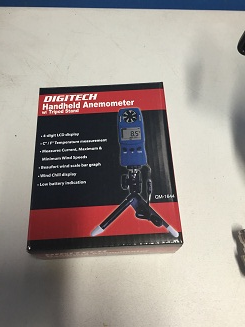 DIGITECH
Handheld Anemometer
w/ Tripod Stand
• 4-digit LCD display
• C° / F° Temperature measurement
• Measures Current, Maximum &
Minimum Wind Speeds
• Beaufort wind scale bar graph
• Wind Chill display
• Low battery indication
QM-1644